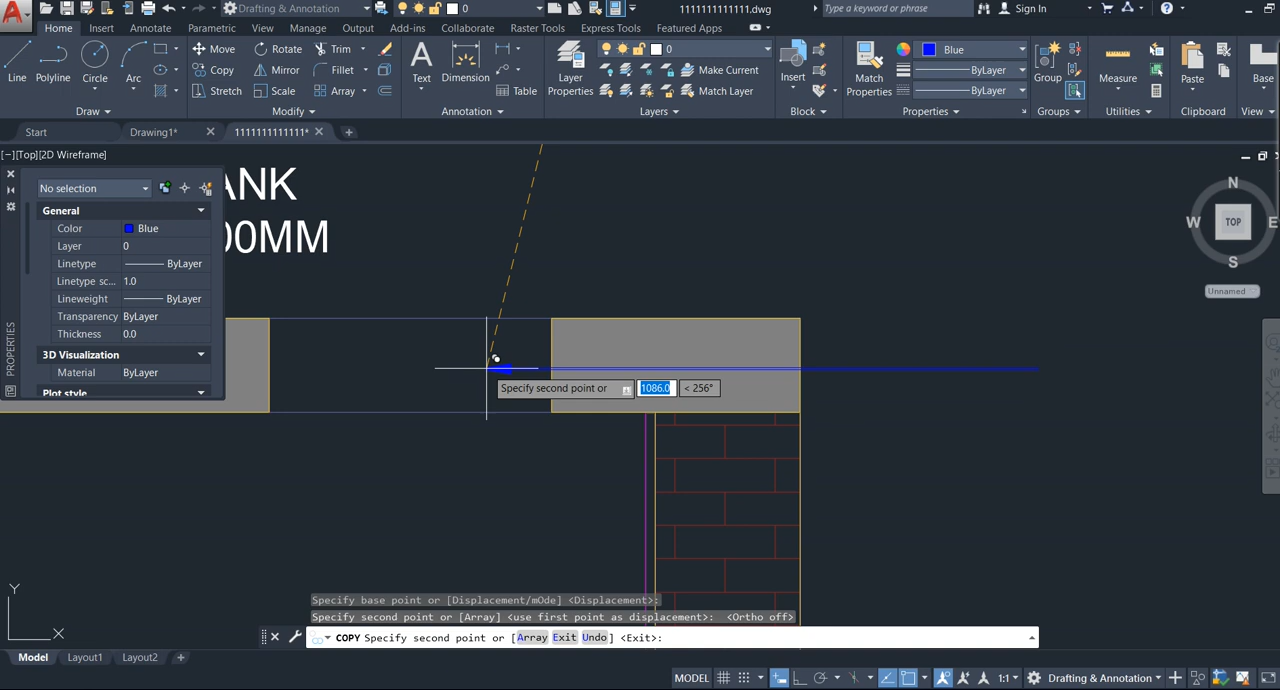 Drafting & Annotation
0
1111111111111.dwg
Type a keyword or phrase
Sign In
Home Insert Annotate Parametric View Manage Output Add-ins Collaborate Raster Tools Express Tools Featured Apps
Line Polyline Circle Arc
Move Rotate Trim
Copy Mirror Fillet
Stretch Scale Array
Text Dimension
Table
Layer Properties
0
Make Current
Match Layer
Insert
Match Properties
Blue
ByLayer
ByLayer
Group
Measure
Paste
Base
Draw Modify Annotation Layers Block Properties Groups Utilities Clipboard View
Start Drawing1* 1111111111111*
[−][Top][2D Wireframe]
No selection
General
Color Blue
Layer 0
Linetype ByLayer
Linetype sc... 1.0
Lineweight ByLayer
Transparency ByLayer
Thickness 0.0
3D Visualization
Material ByLayer
Plot style
PROPERTIES
ANK
00MM
N
W TOP E
S
Unnamed
Specify second point or 1086.0 < 256°
Y
X
Specify base point or [Displacement/mOde] <Displacement>:
Specify second point or [Array] <use first point as displacement>: <Ortho off>
COPY Specify second point or [Array Exit Undo] <Exit>:
Model Layout1 Layout2
MODEL 1:1 Drafting & Annotation